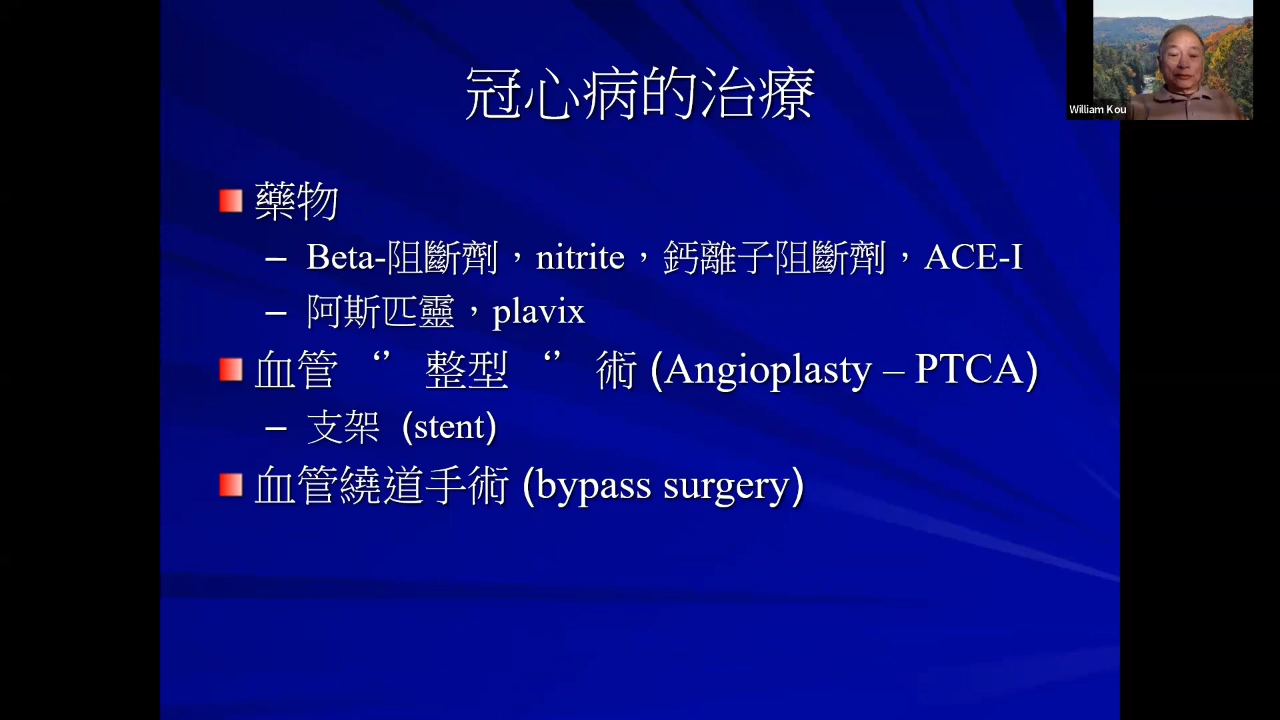 冠心病的治療
William Kou
藥物
– Beta-阻斷劑，nitrite，鈣離子阻斷劑，ACE-I
– 阿斯匹靈，plavix
血管 “” 整型 “” 術 (Angioplasty – PTCA)
– 支架 (stent)
血管繞道手術 (bypass surgery)